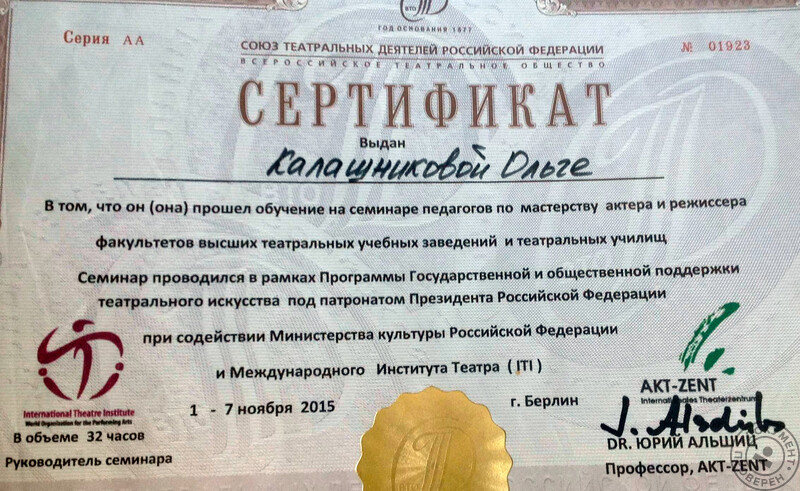 ВТО
ГОД ОСНОВАНИЯ 1877
Серия АА
№ 01923
СОЮЗ ТЕАТРАЛЬНЫХ ДЕЯТЕЛЕЙ РОССИЙСКОЙ ФЕДЕРАЦИИ
ВСЕРОССИЙСКОЕ ТЕАТРАЛЬНОЕ ОБЩЕСТВО
СЕРТИФИКАТ
Выдан
Калашниковой Ольге
В том, что он (она) прошел обучение на семинаре педагогов по мастерству актера и режиссера
факультетов высших театральных учебных заведений и театральных училищ
Семинар проводился в рамках Программы Государственной и общественной поддержки
театрального искусства под патронатом Президента Российской Федерации
при содействии Министерства культуры Российской Федерации
и Международного Института Театра ( ITI )
International Theatre Institute
World Organization for the Performing Arts
1 - 7 ноября 2015
г. Берлин
AKT-ZENT
Internationales Theaterzentrum
В объеме 32 часов
DR. ЮРИЙ АЛЬШИЦ
Руководитель семинара
Профессор, AKT-ZENT